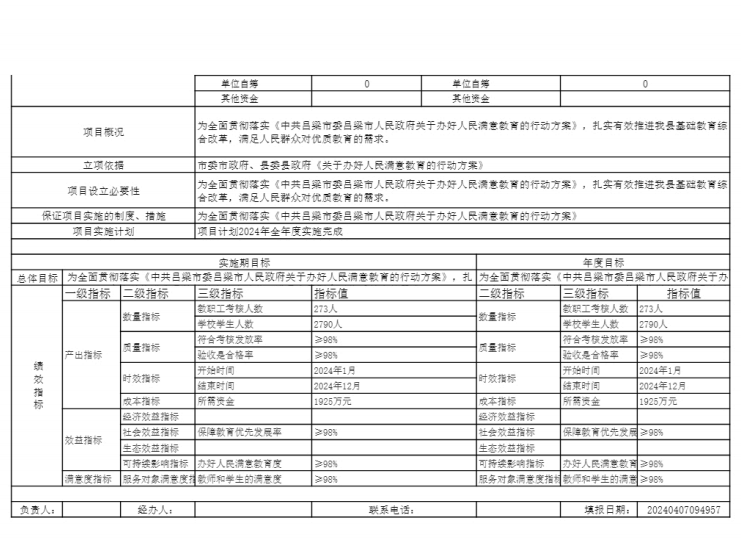 单位自筹 0 单位自筹 0
其他资金 其他资金
项目概况 为全面贯彻落实《中共吕梁市委吕梁市人民政府关于办好人民满意教育的行动方案》，扎实有效推进我县基础教育综
合改革，满足人民群众对优质教育的需求。
立项依据 市委市政府、县委县政府《关于办好人民满意教育的行动方案》
项目设立必要性 为全面贯彻落实《中共吕梁市委吕梁市人民政府关于办好人民满意教育的行动方案》，扎实有效推进我县基础教育综
合改革，满足人民群众对优质教育的需求。
保证项目实施的制度、措施 为全面贯彻落实《中共吕梁市委吕梁市人民政府关于办好人民满意教育的行动方案》
项目实施计划 项目计划2024年全年度实施完成
实施期目标 年度目标
总体目标 为全面贯彻落实《中共吕梁市委吕梁市人民政府关于办好人民满意教育的行动方案》，扎 为全面贯彻落实《中共吕梁市委吕梁市人民政府关于办
绩效指标 一级指标 二级指标 三级指标 指标值 二级指标 三级指标 指标值
产出指标 数量指标 教职工考核人数 273人 数量指标 教职工考核人数 273人
学校学生人数 2790人 学校学生人数 2790人
质量指标 符合考核发放率 ≥98% 质量指标 符合考核发放率 ≥98%
验收是合格率 ≥98% 验收是合格率 ≥98%
时效指标 开始时间 2024年1月 时效指标 开始时间 2024年1月
结束时间 2024年12月 结束时间 2024年12月
成本指标 所需资金 1925万元 成本指标 所需资金 1925万元
效益指标 经济效益指标 经济效益指标
社会效益指标 保障教育优先发展率 ≥98% 社会效益指标 保障教育优先发展 ≥98%
生态效益指标 生态效益指标
可持续影响指标 办好人民满意教育度 ≥98% 可持续影响指标 办好人民满意教育 ≥98%
满意度指标 服务对象满意度指 教师和学生的满意度 ≥98% 服务对象满意度指标 教师和学生的满意度 ≥98%
负责人： 经办人： 联系电话： 填报日期： 20240407094957